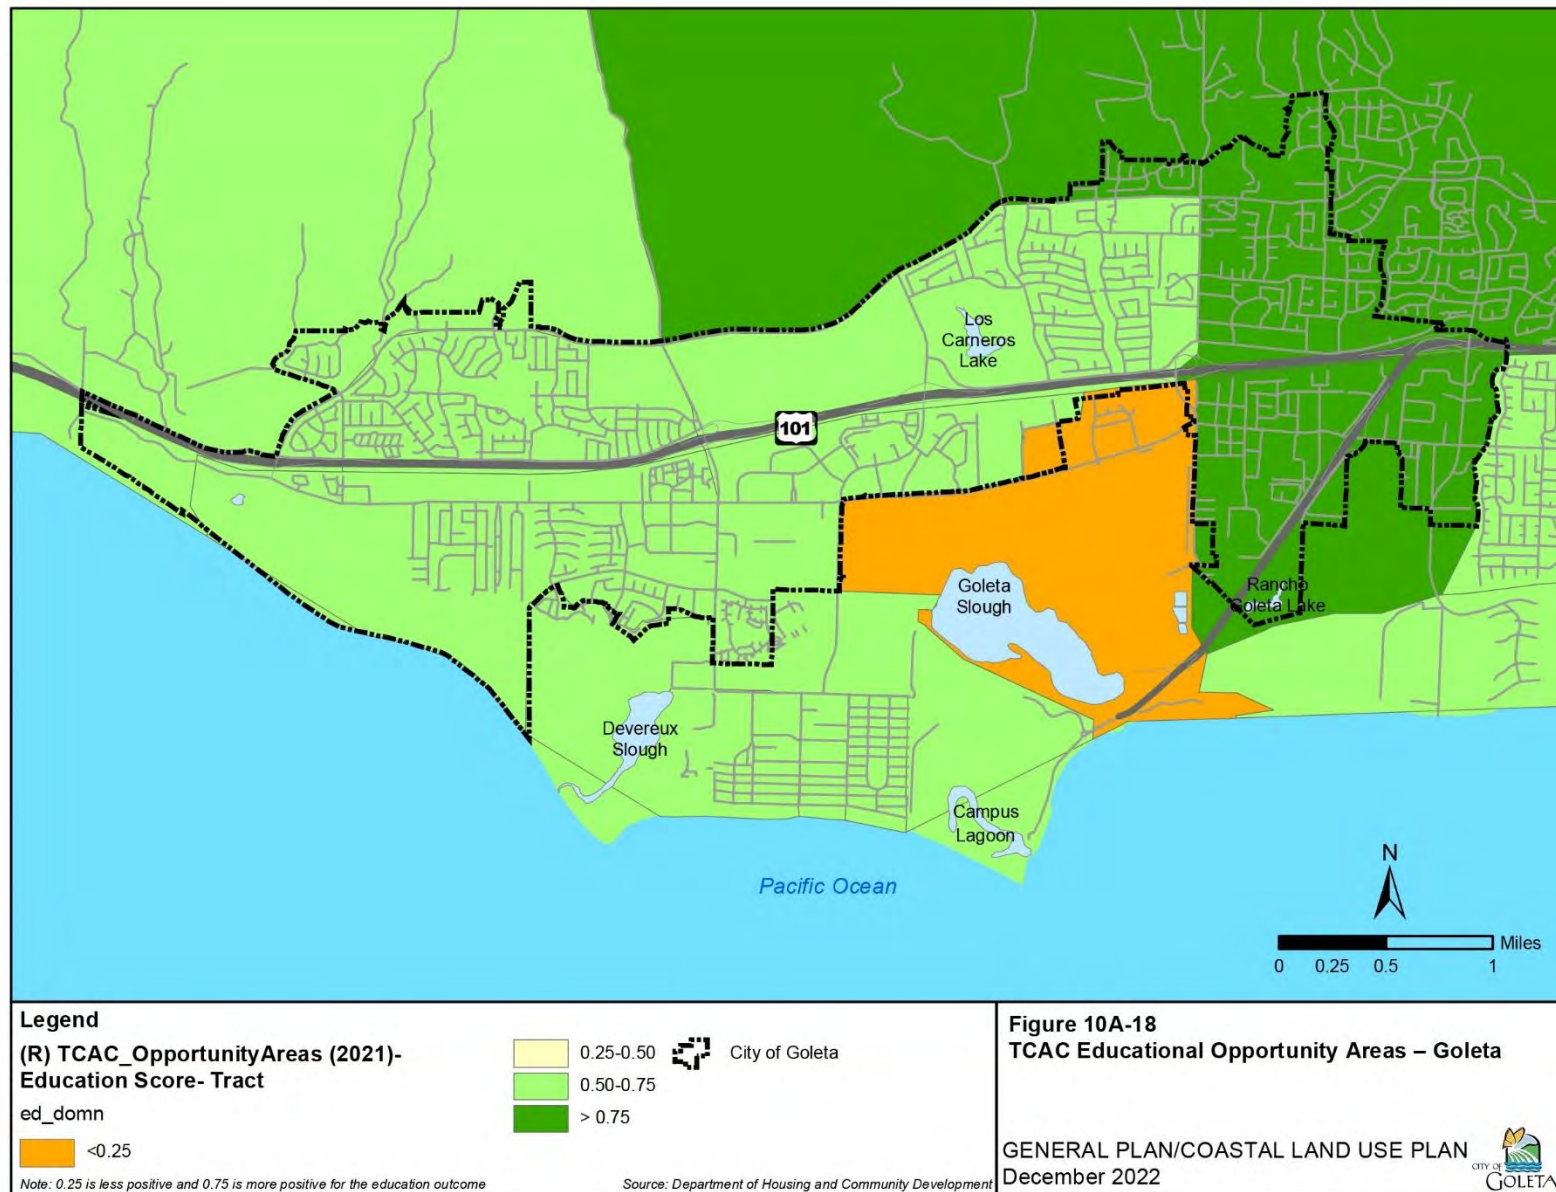 Los
Carneros
Lake
101
Goleta
Slough
Rancho
Goleta Lake
Devereux
Slough
Campus
Lagoon
Pacific Ocean
N
Miles
0 0.25 0.5 1
Legend
(R) TCAC_OpportunityAreas (2021)-
Education Score- Tract
ed_domn
<0.25
0.25-0.50
0.50-0.75
> 0.75
City of Goleta
Note: 0.25 is less positive and 0.75 is more positive for the education outcome
Source: Department of Housing and Community Development
Figure 10A-18
TCAC Educational Opportunity Areas – Goleta
GENERAL PLAN/COASTAL LAND USE PLAN
December 2022
CITY OF
GOLETA